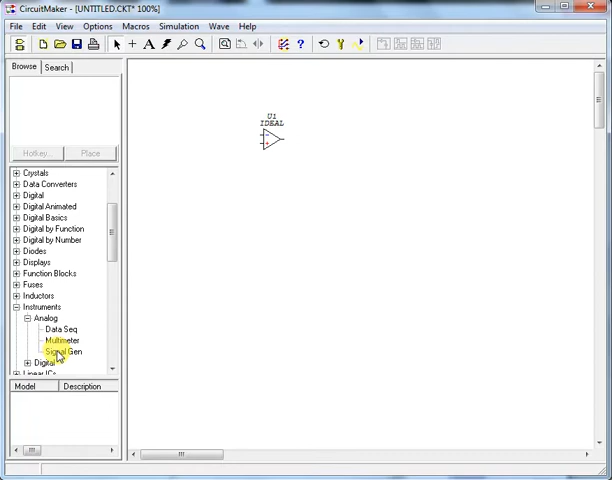 CircuitMaker - [UNTITLED.CKT* 100%]
File Edit View Options Macros Simulation Wave Help
Browse Search
Hotkey... Place
Crystals
Data Converters
Digital
Digital Animated
Digital Basics
Digital by Function
Digital by Number
Diodes
Displays
Function Blocks
Fuses
Inductors
Instruments
Analog
Data Seq
Multimeter
Signal Gen
Digital
Linear ICs
Model Description
U1
IDEAL